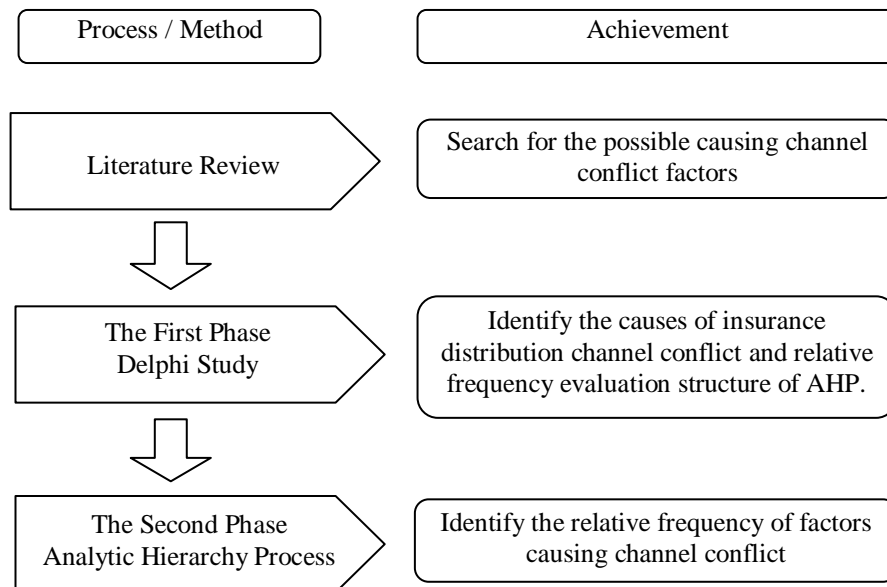 Process / Method
Achievement
Literature Review
Search for the possible causing channel
conflict factors
The First Phase
Delphi Study
Identify the causes of insurance
distribution channel conflict and relative
frequency evaluation structure of AHP.
The Second Phase
Analytic Hierarchy Process
Identify the relative frequency of factors
causing channel conflict